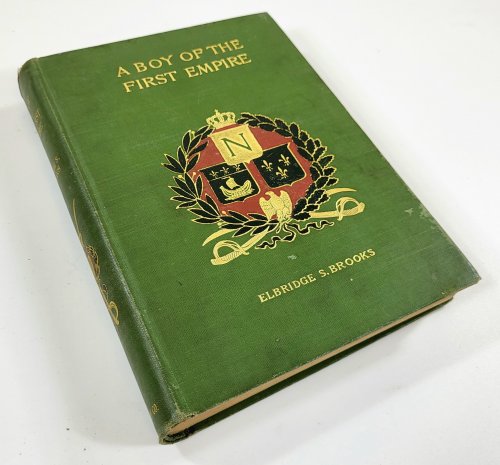 A BOY OF THE
FIRST EMPIRE
N
ELBRIDGE S. BROOKS